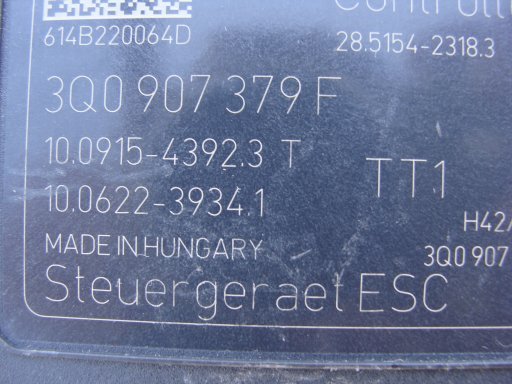 614B220064D
28.5154-2318.3
3Q0 907 379 F
10.0915-4392.3 T
TT1
10.0622-3934.1
H42/
MADE IN HUNGARY
3Q0 907
Steuergeraet ESC